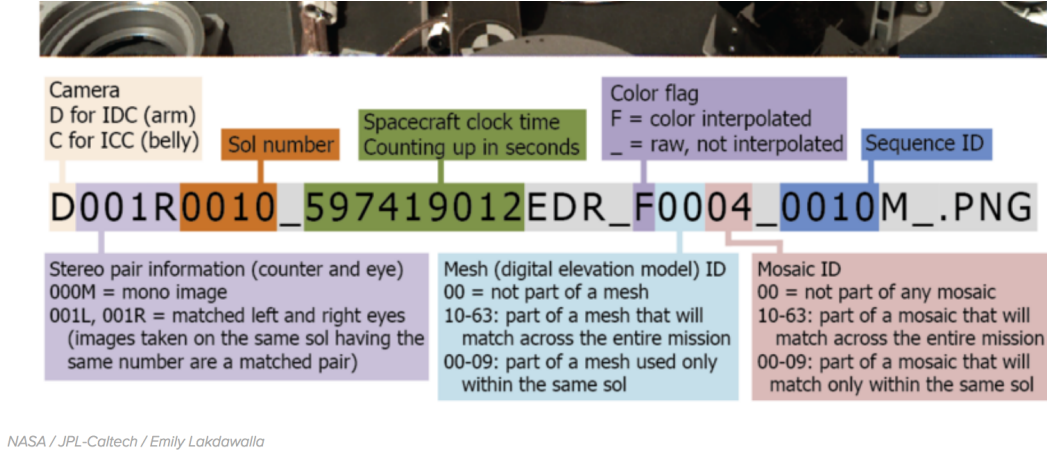 Camera
D for IDC (arm)
C for ICC (belly)
Sol number
Spacecraft clock time
Counting up in seconds
Color flag
F = color interpolated
_ = raw, not interpolated
Sequence ID
D001R0010_597419012EDR_F0004_0010M_.PNG
Stereo pair information (counter and eye)
000M = mono image
001L, 001R = matched left and right eyes
(images taken on the same sol having the
same number are a matched pair)
Mesh (digital elevation model) ID
00 = not part of a mesh
10-63: part of a mesh that will
match across the entire mission
00-09: part of a mesh used only
within the same sol
Mosaic ID
00 = not part of any mosaic
10-63: part of a mosaic that will
match across the entire mission
00-09: part of a mosaic that will
match only within the same sol
NASA / JPL-Caltech / Emily Lakdawalla